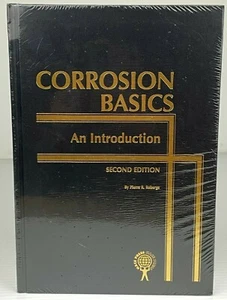 CORROSION
BASICS
An Introduction
SECOND EDITION
By Pierre R. Roberge